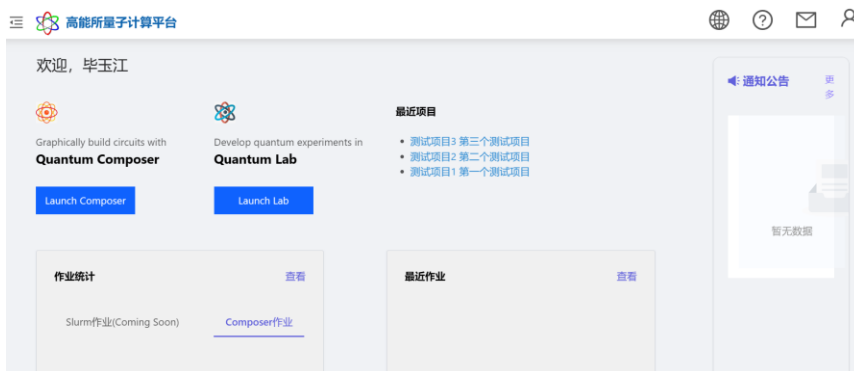 高能所量子计算平台
欢迎，毕玉江
Graphically build circuits with
Quantum Composer
Launch Composer
Develop quantum experiments in
Quantum Lab
Launch Lab
最近项目
测试项目3 第三个测试项目
测试项目2 第二个测试项目
测试项目1 第一个测试项目
通知公告
更
多
暂无数据
作业统计
查看
Slurm作业(Coming Soon)
Composer作业
最近作业
查看